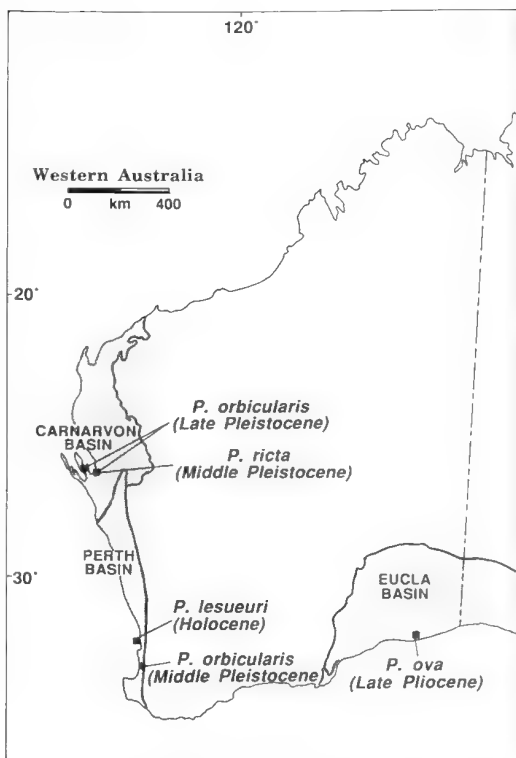 120°
Western Australia
0 km 400
20°
P. orbicularis
(Late Pleistocene)
CARNARVON
BASIN
P. ricta
(Middle Pleistocene)
PERTH
BASIN
30°
EUCLA
BASIN
P. lesueuri
(Holocene)
P. orbicularis
(Middle Pleistocene)
P. ova
(Late Pliocene)